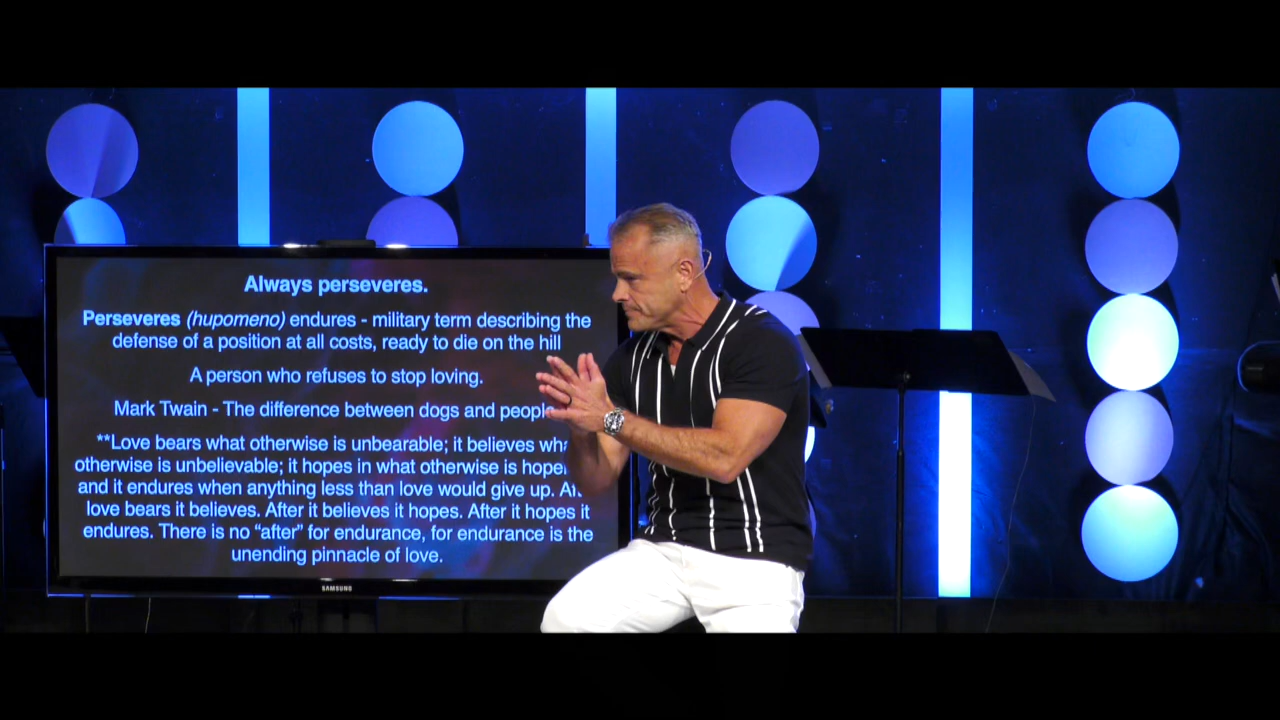 Always perseveres.
Perseveres (hupomeno) endures - military term describing the
defense of a position at all costs, ready to die on the hill
A person who refuses to stop loving.
Mark Twain - The difference between dogs and
**Love bears what otherwise is unbearable; it believes
otherwise is unbelievable; it hopes in what otherwise is
and it endures when anything less than love would give up.
love bears it believes. After it believes it hopes. After it hopes it
endures. There is no “after” for endurance, for endurance is the
unending pinnacle of love.
SAMSUNG